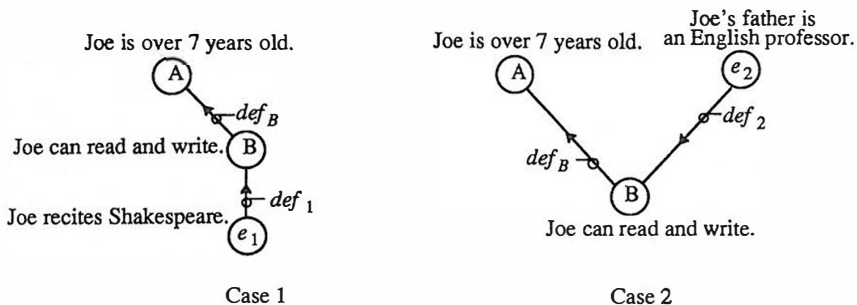 Joe is over 7 years old.
A
def B
Joe can read and write.
B
def 1
Joe recites Shakespeare.
e1
Case 1
Joe's father is
an English professor.
Joe is over 7 years old.
A
e2
def 2
def B
B
Joe can read and write.
Case 2